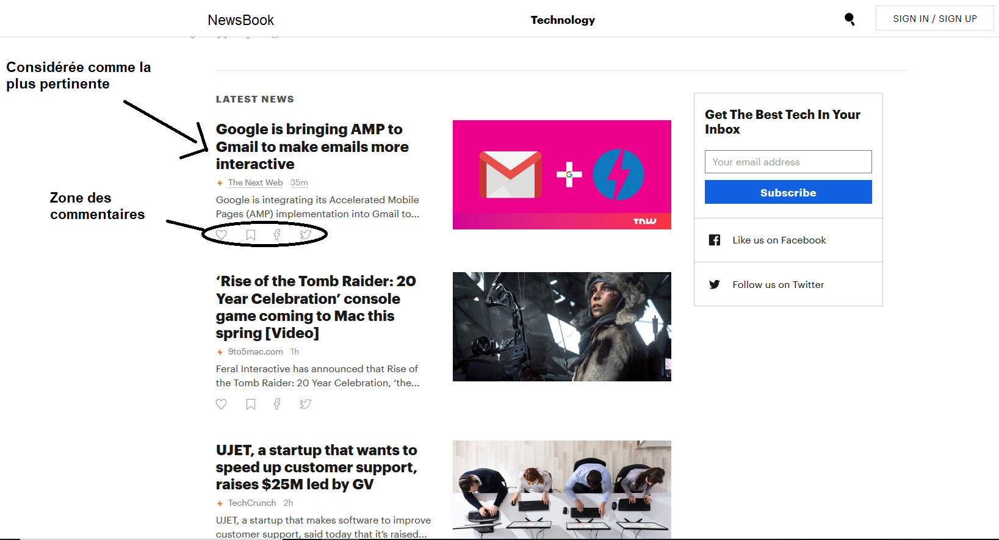 NewsBook
Technology
SIGN IN / SIGN UP
Considérée comme la
plus pertinente
LATEST NEWS
Google is bringing AMP to
Gmail to make emails more
interactive
The Next Web 35m
Google is integrating its Accelerated Mobile
Pages (AMP) implementation into Gmail to...
Zone des
commentaires
G
TNW
‘Rise of the Tomb Raider: 20
Year Celebration’ console
game coming to Mac this
spring [Video]
9to5mac.com 1h
Feral Interactive has announced that Rise of
the Tomb Raider: 20 Year Celebration, ‘the...
UJET, a startup that wants to
speed up customer support,
raises $25M led by GV
TechCrunch 2h
UJET, a startup that makes software to improve
customer support, said today that it’s raised...
Get The Best Tech In Your
Inbox
Your email address
Subscribe
Like us on Facebook
Follow us on Twitter